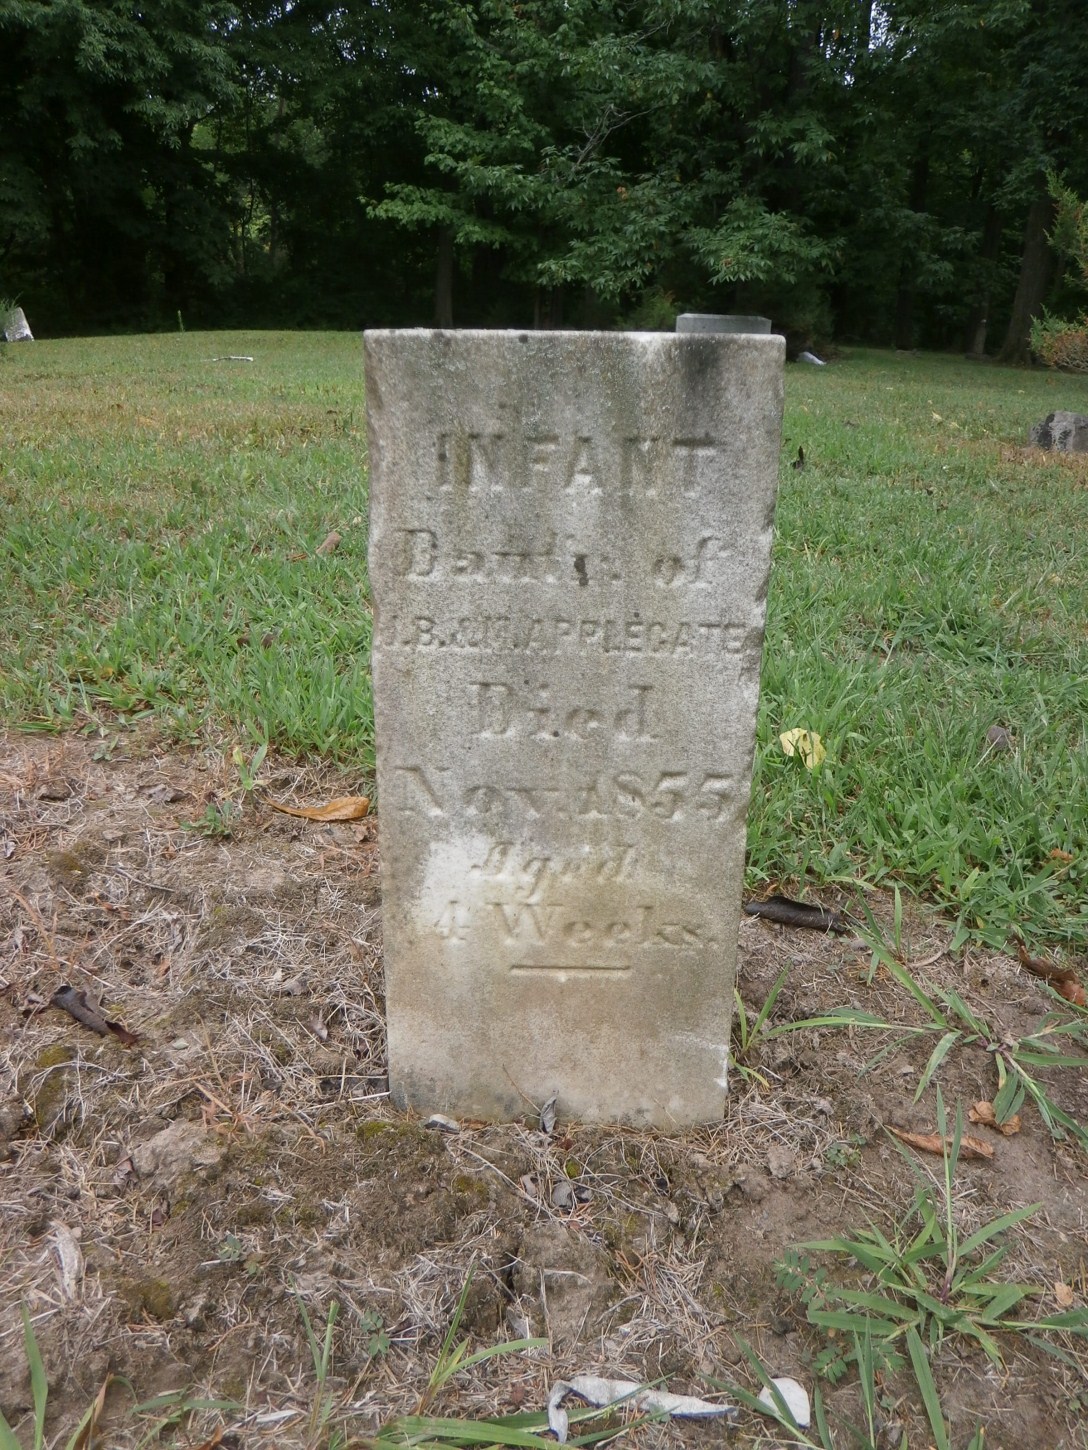 INFANT
Dau. of
J.B. & M. APPLEGATE
Died
Nov. 1855
Aged
4 Weeks.